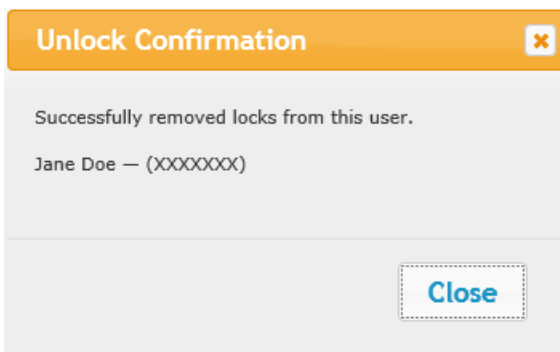 Unlock Confirmation
Successfully removed locks from this user.
Jane Doe — (XXXXXXX)
Close